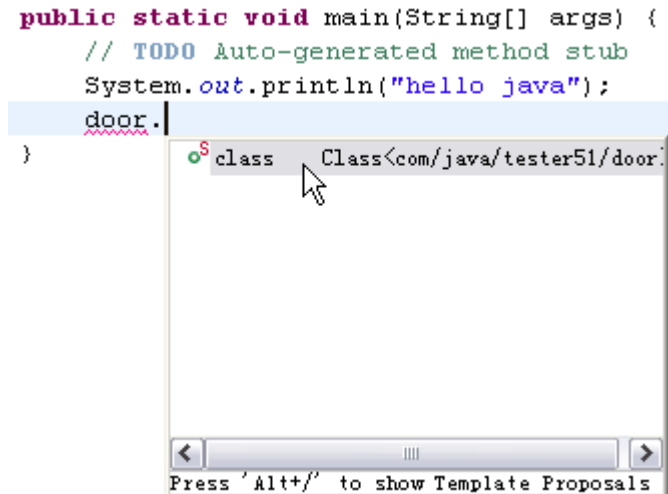 public static void main(String[] args) {
// TODO Auto-generated method stub
System.out.println("hello java");
door.
}
class Class<com/java/tester51/door
Press 'Alt+/' to show Template Proposals